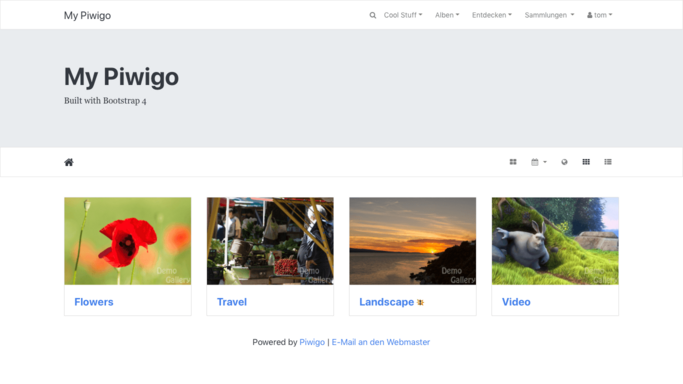 My Piwigo
Cool Stuff Alben Entdecken Sammlungen tom
My Piwigo
Built with Bootstrap 4
Demo Gallery
Demo Gallery
Demo Gallery
Demo Gallery
Flowers Travel Landscape Video
Powered by Piwigo | E-Mail an den Webmaster